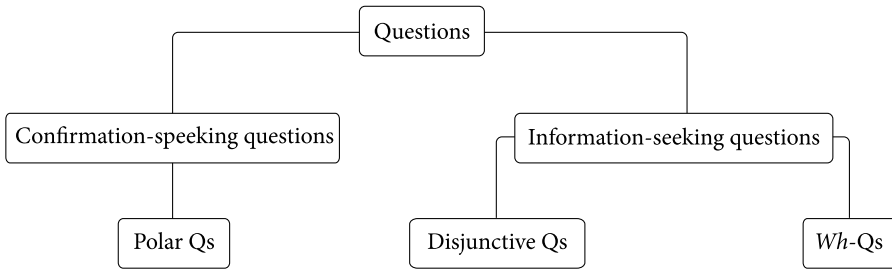 Questions
Confirmation-speeking questions
Information-seeking questions
Polar Qs
Disjunctive Qs
Wh-Qs